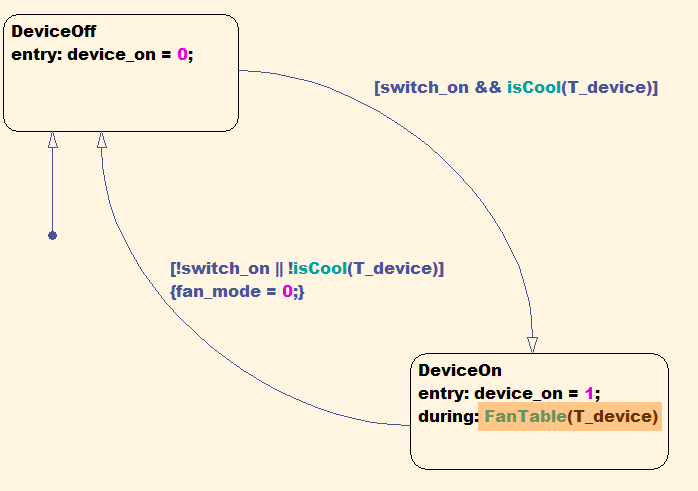 DeviceOff
entry: device_on = 0;
[switch_on && isCool(T_device)]
[!switch_on || !isCool(T_device)]
{fan_mode = 0;}
DeviceOn
entry: device_on = 1;
during: FanTable(T_device)